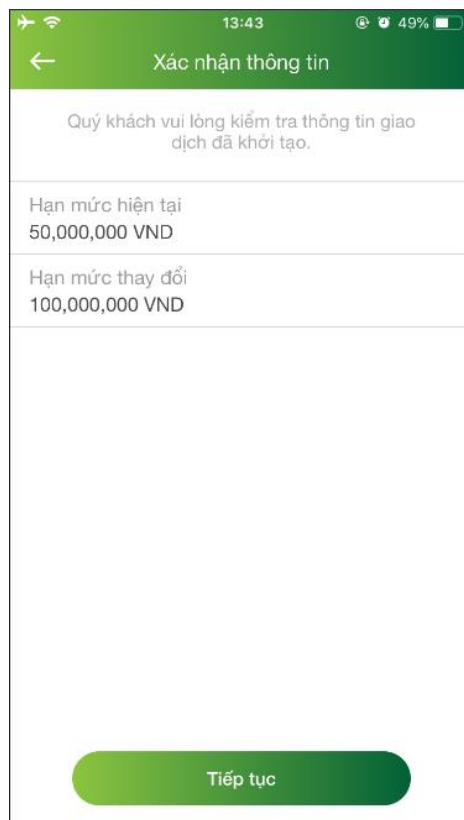 13:43
49%
Xác nhận thông tin
Quý khách vui lòng kiểm tra thông tin giao
dịch đã khởi tạo.
Hạn mức hiện tại
50,000,000 VND
Hạn mức thay đổi
100,000,000 VND
Tiếp tục